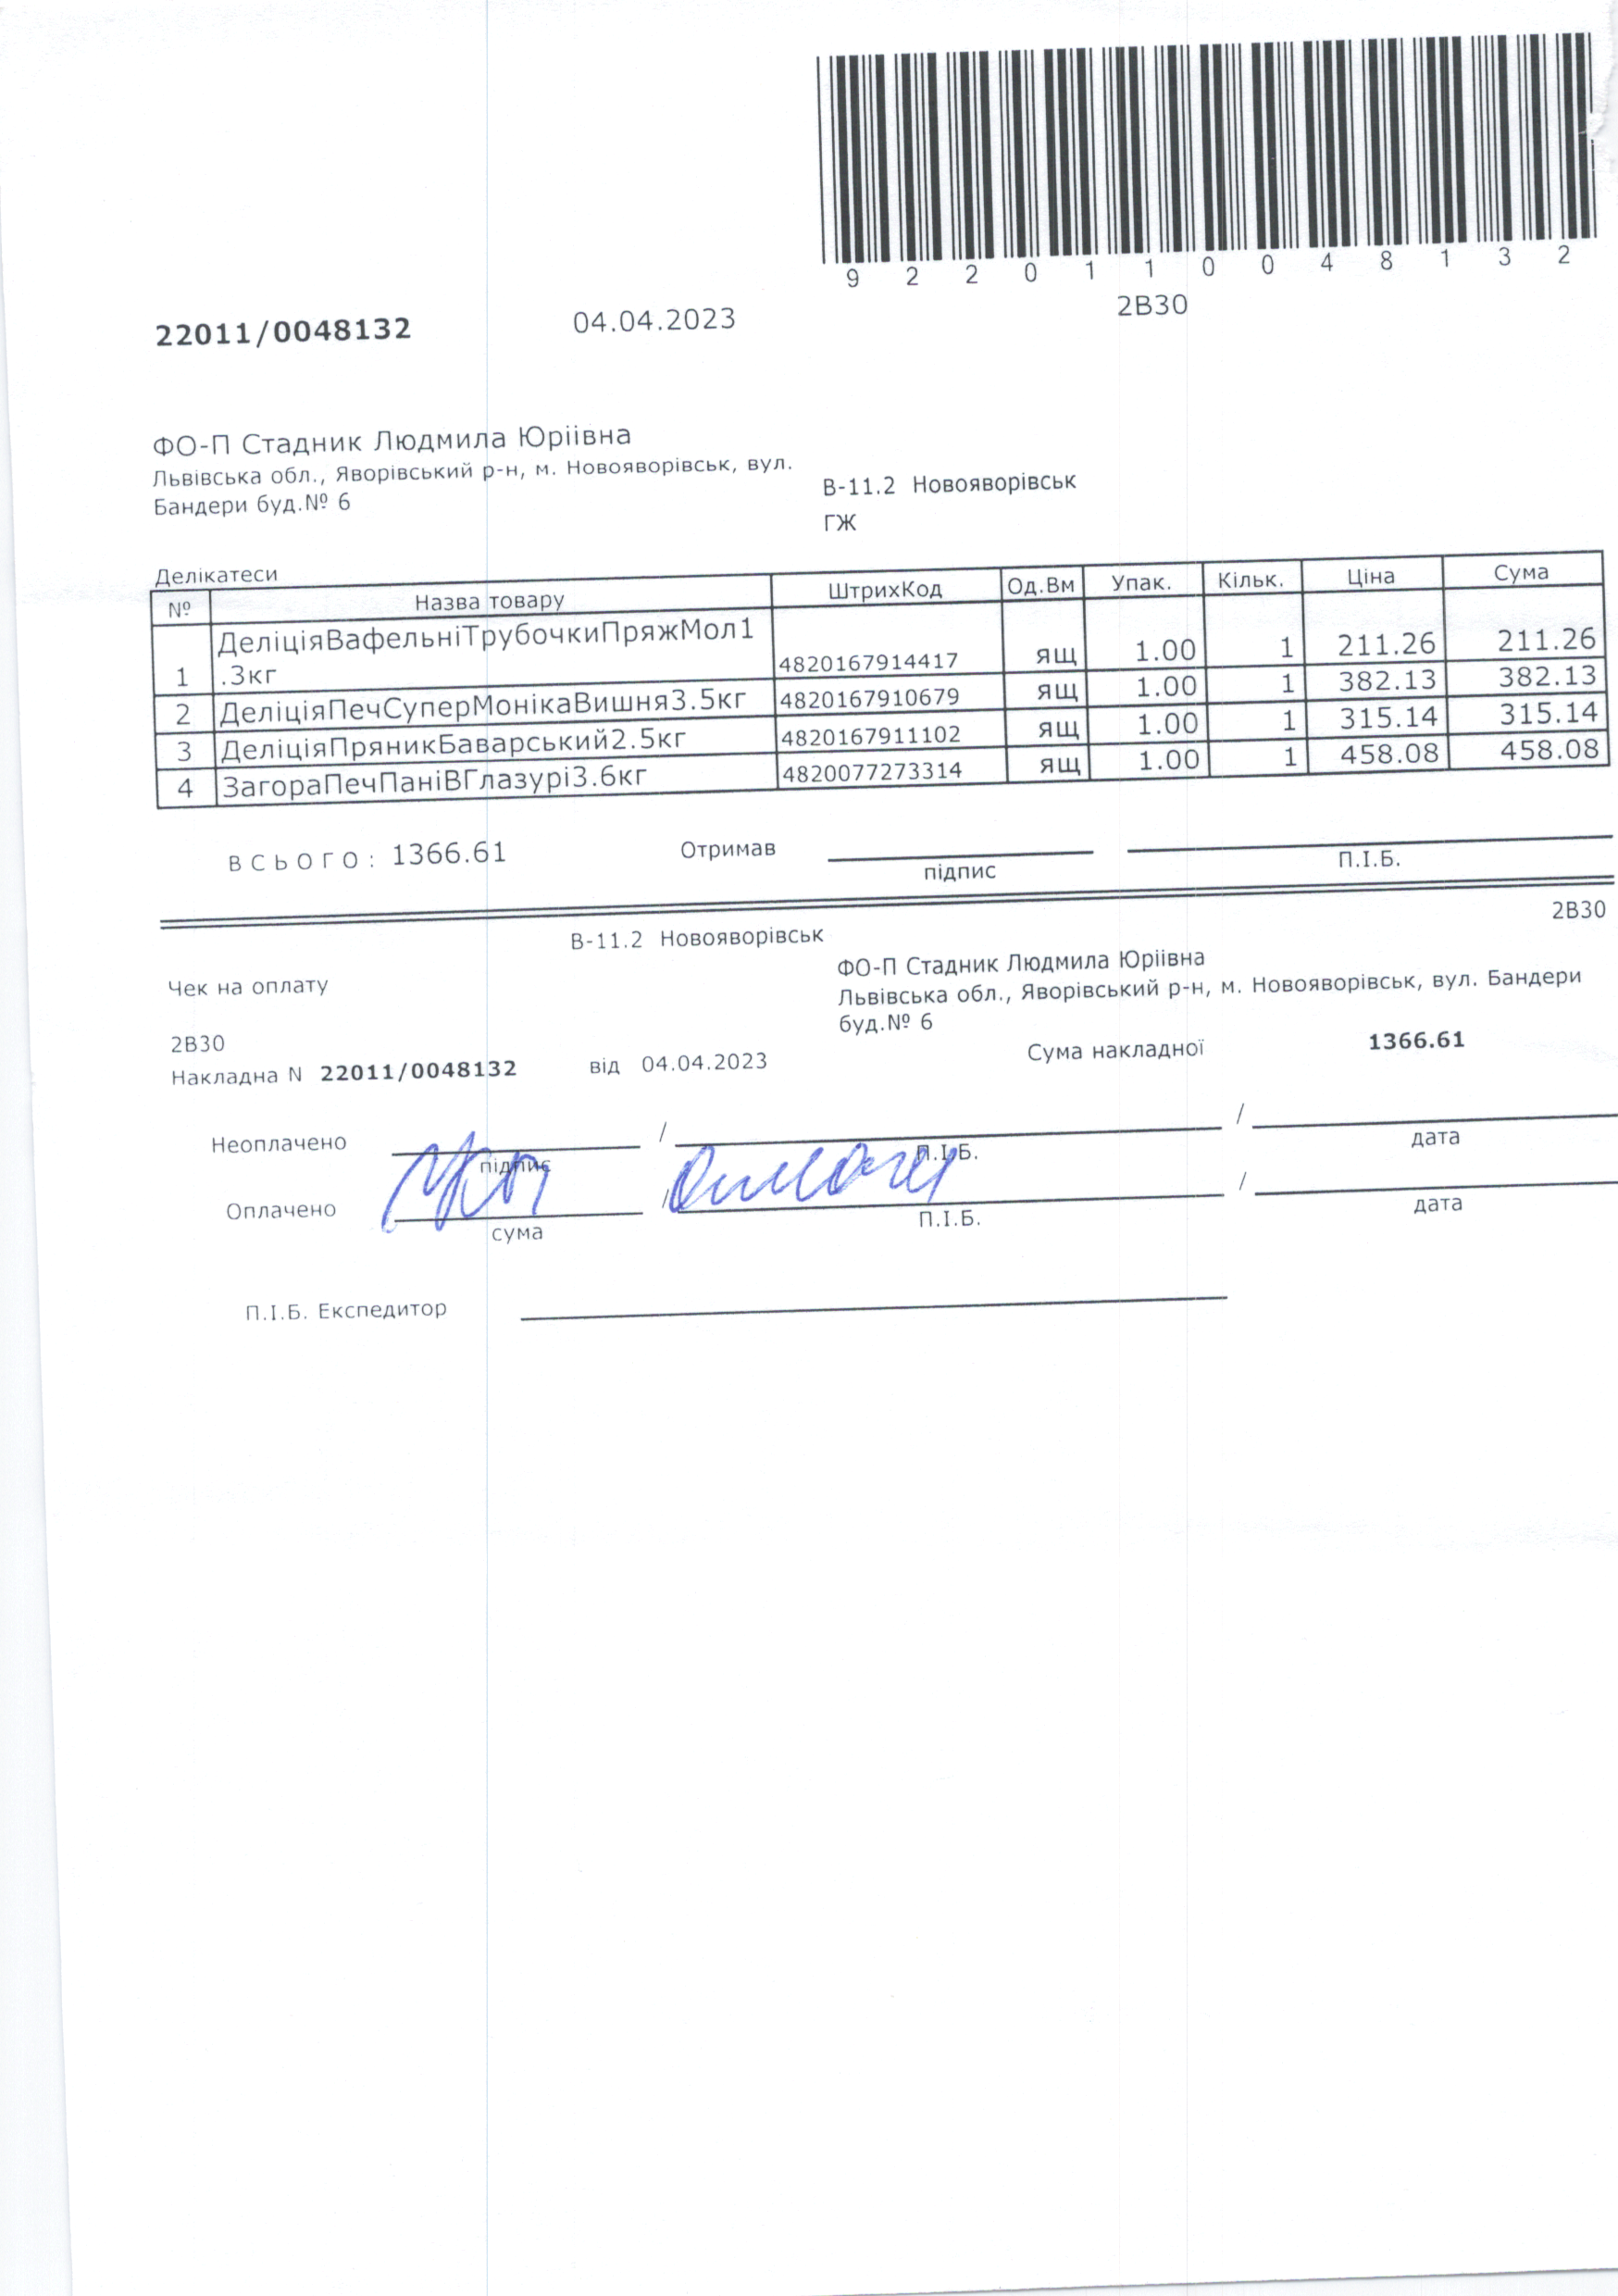 9 2 2 0 1 1 0 0 4 8 1 3 2
22011/0048132 04.04.2023 2В30
ФО-П Стадник Людмила Юріівна
Львівська обл., Яворівський р-н, м. Новояворівськ, вул.
Бандери буд.№ 6
В-11.2 Новояворівськ
ГЖ
Делікатеси
№ Назва товару ШтрихКод Од.Вм Упак. Кільк. Ціна Сума
1 ДеліціяВафельніТрубочкиПряжМол1
.3кг 4820167914417 ящ 1.00 1 211.26 211.26
2 ДеліціяПечСуперМонікаВишня3.5кг 4820167910679 ящ 1.00 1 382.13 382.13
3 ДеліціяПряникБаварський2.5кг 4820167911102 ящ 1.00 1 315.14 315.14
4 ЗагораПечПаніВГлазурі3.6кг 4820077273314 ящ 1.00 1 458.08 458.08
ВСЬОГО: 1366.61 Отримав
підпис П.І.Б.
2В30
В-11.2 Новояворівськ
Чек на оплату
ФО-П Стадник Людмила Юріівна
Львівська обл., Яворівський р-н, м. Новояворівськ, вул. Бандери
буд.№ 6
2В30
Накладна N 22011/0048132 від 04.04.2023 Сума накладної 1366.61
Неоплачено / /
підпис П.І.Б. дата
Оплачено / /
сума П.І.Б. дата
П.І.Б. Експедитор